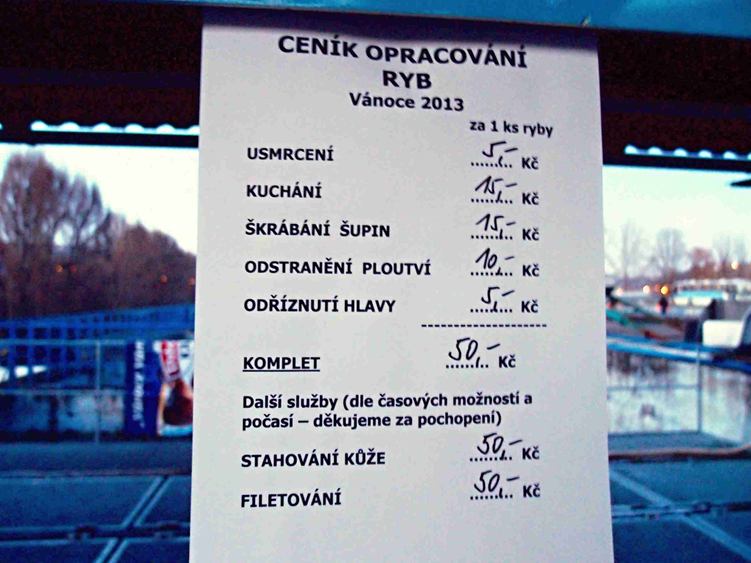 CENÍK OPRACOVÁNÍ
RYB
Vánoce 2013
za 1 ks ryby
USMRCENÍ 5,- Kč
KUCHÁNÍ 15,- Kč
ŠKRÁBÁNÍ ŠUPIN 15,- Kč
ODSTRANĚNÍ PLOUTVÍ 10,- Kč
ODŘÍZNUTÍ HLAVY 5,- Kč
KOMPLET 50,- Kč
Další služby (dle časových možností a
počasí – děkujeme za pochopení)
STAHOVÁNÍ KŮŽE 50,- Kč
FILETOVÁNÍ 50,- Kč